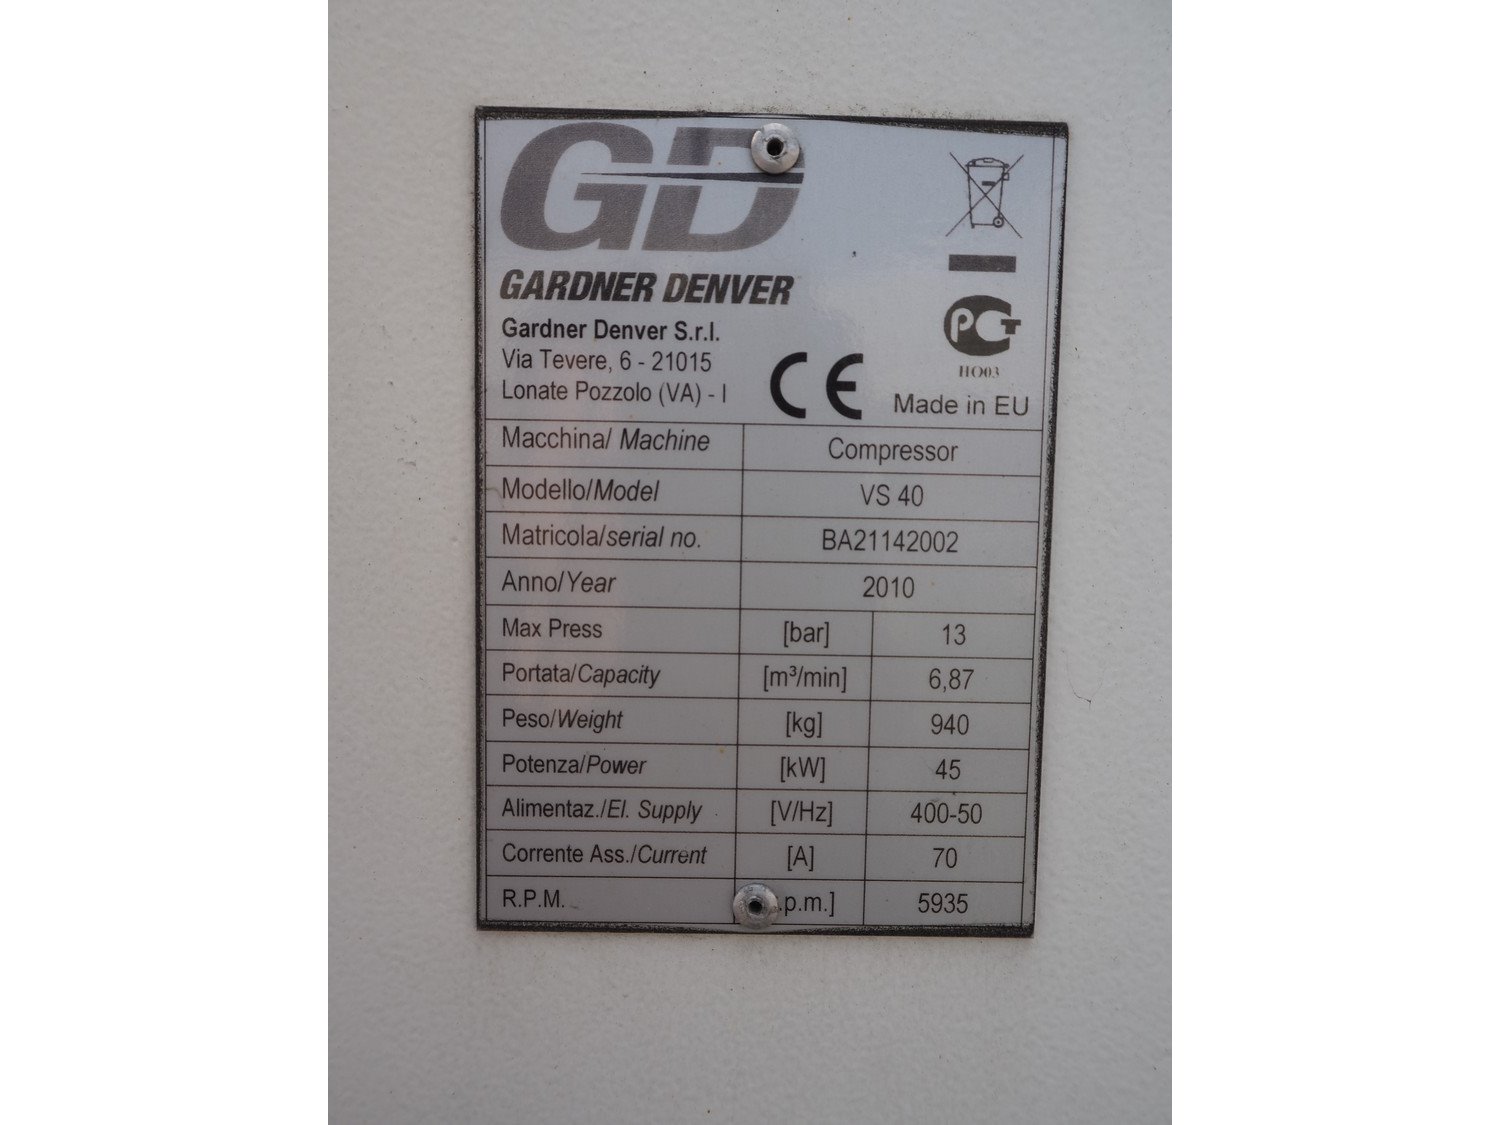 GD
GARDNER DENVER
Gardner Denver S.r.l.
Via Tevere, 6 - 21015
Lonate Pozzolo (VA) - I
CE
PCT
HO03
Made in EU
Macchina/ Machine Compressor
Modello/Model VS 40
Matricola/serial no. BA21142002
Anno/Year 2010
Max Press [bar] 13
Portata/Capacity [m³/min] 6,87
Peso/Weight [kg] 940
Potenza/Power [kW] 45
Alimentaz./El. Supply [V/Hz] 400-50
Corrente Ass./Current [A] 70
R.P.M. .p.m.] 5935